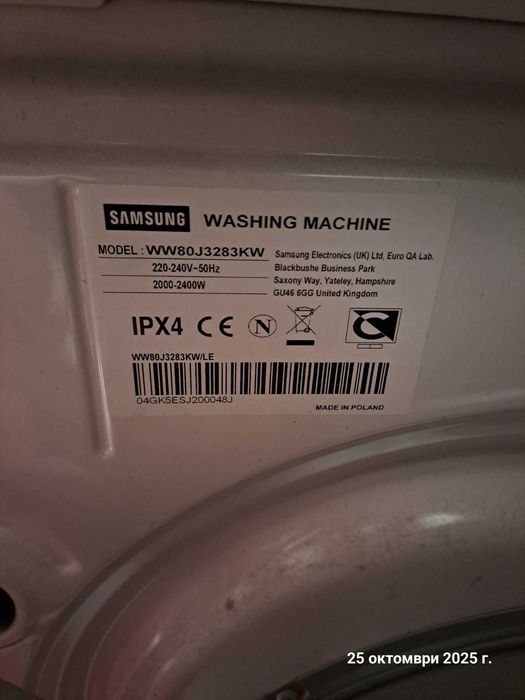 SAMSUNG WASHING MACHINE
MODEL : WW80J3283KW
220-240V~50Hz
2000-2400W
Samsung Electronics (UK) Ltd, Euro QA Lab.
Blackbushe Business Park
Saxony Way, Yateley, Hampshire
GU46 6GG United Kingdom
IPX4 CE N
WW80J3283KW/LE
04GK5ESJ200048J
MADE IN POLAND
25 октомври 2025 г.